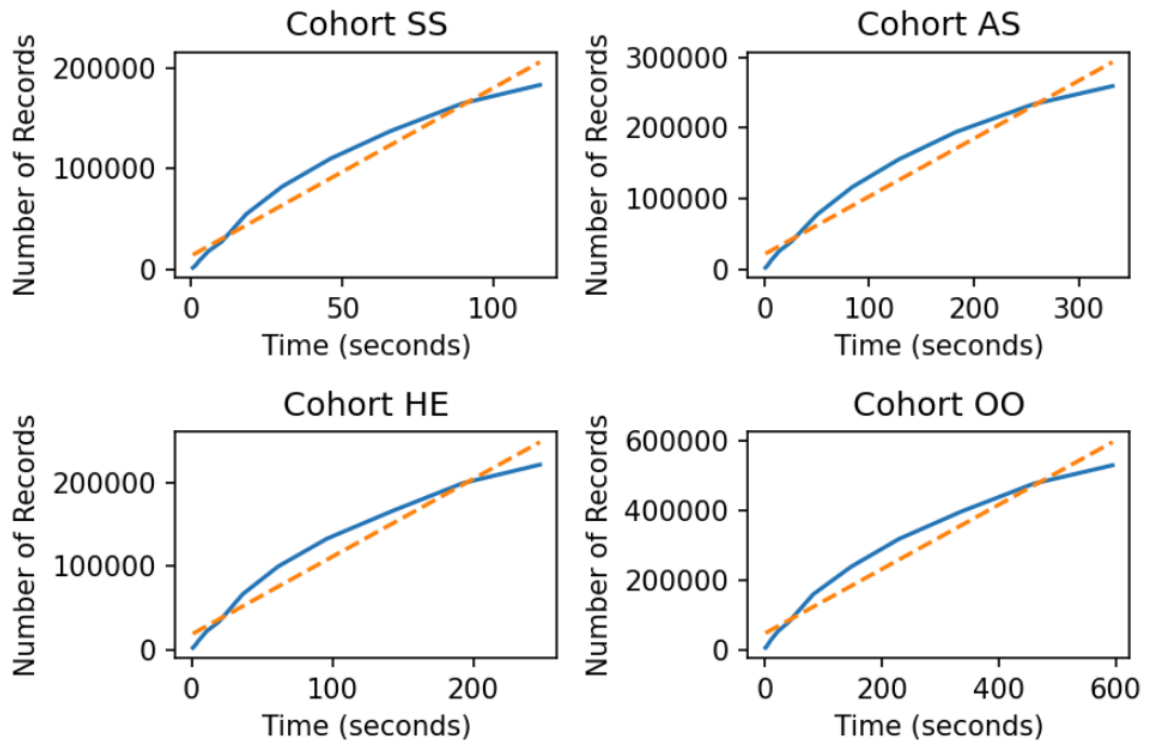 Cohort SS
Number of Records
200000
100000
0
0 50 100
Time (seconds)
Cohort AS
Number of Records
300000
200000
100000
0
0 100 200 300
Time (seconds)
Cohort HE
Number of Records
200000
100000
0
0 100 200
Time (seconds)
Cohort OO
Number of Records
600000
400000
200000
0
0 200 400 600
Time (seconds)